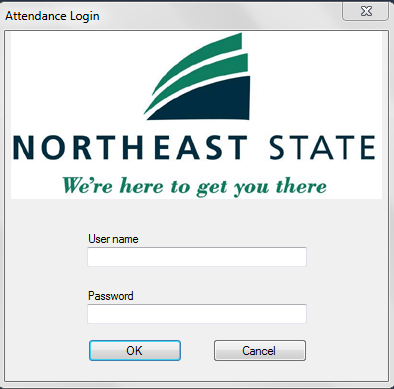 Attendance Login
NORTHEAST STATE
We're here to get you there
User name
Password
OK Cancel